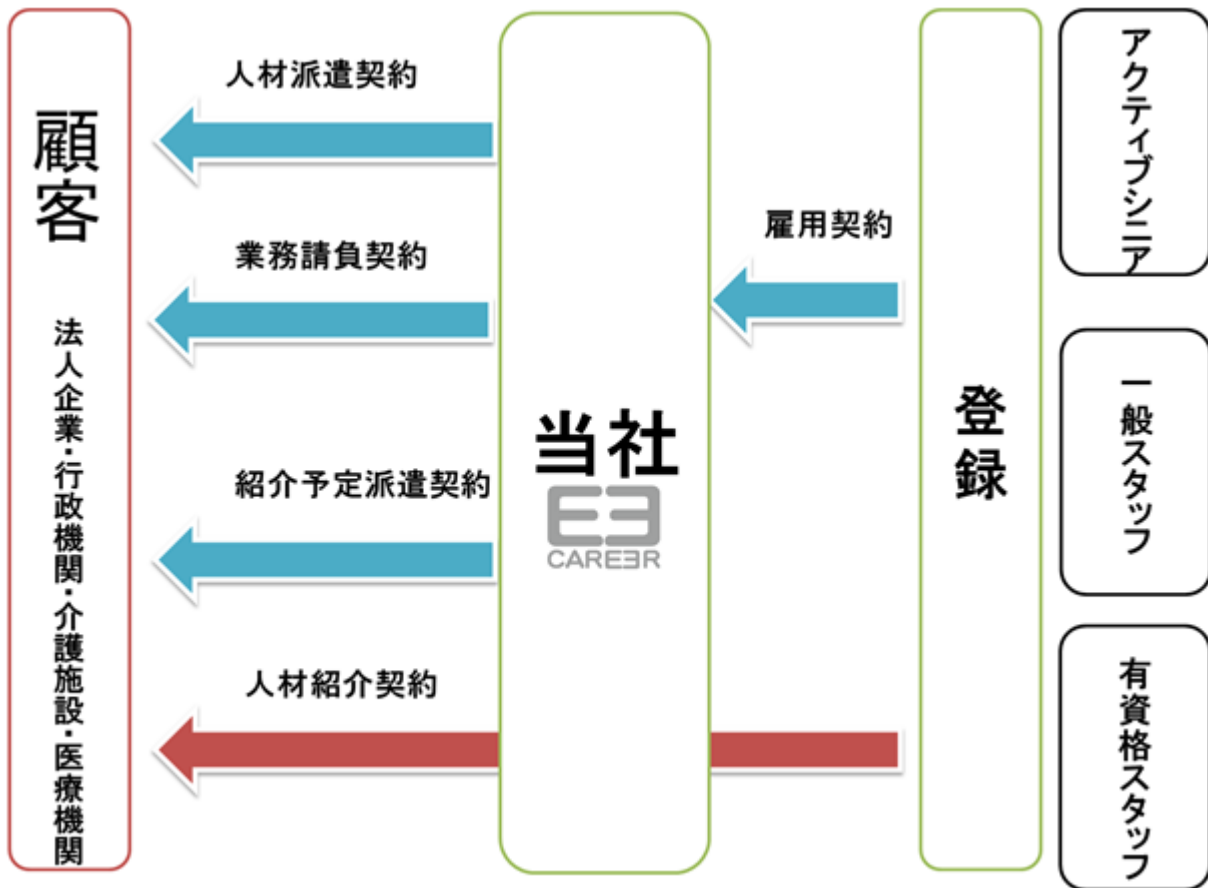 顧客
法人企業・行政機関・介護施設・医療機関
人材派遣契約
業務請負契約
紹介予定派遣契約
人材紹介契約
当社
EƎ
CAREƎR
雇用契約
登録
アクティブシニア
一般スタッフ
有資格スタッフ